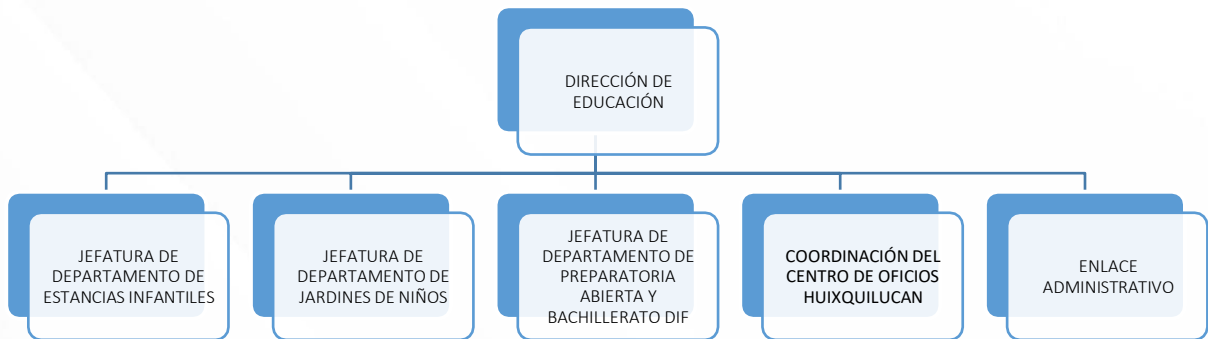 DIRECCIÓN DE
EDUCACIÓN
JEFATURA DE
DEPARTAMENTO DE
ESTANCIAS INFANTILES
JEFATURA DE
DEPARTAMENTO DE
JARDINES DE NIÑOS
JEFATURA DE
DEPARTAMENTO DE
PREPARATORIA
ABIERTA Y
BACHILLERATO DIF
COORDINACIÓN DEL
CENTRO DE OFICIOS
HUIXQUILUCAN
ENLACE
ADMINISTRATIVO